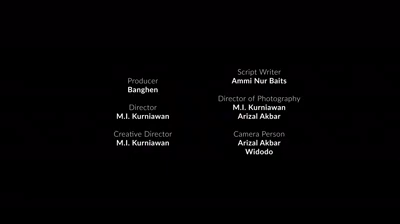 Producer
Banghen
Director
M.I. Kurniawan
Creative Director
M.I. Kurniawan
Script Writer
Ammi Nur Baits
Director of Photography
M.I. Kurniawan
Arizal Akbar
Camera Person
Arizal Akbar
Widodo